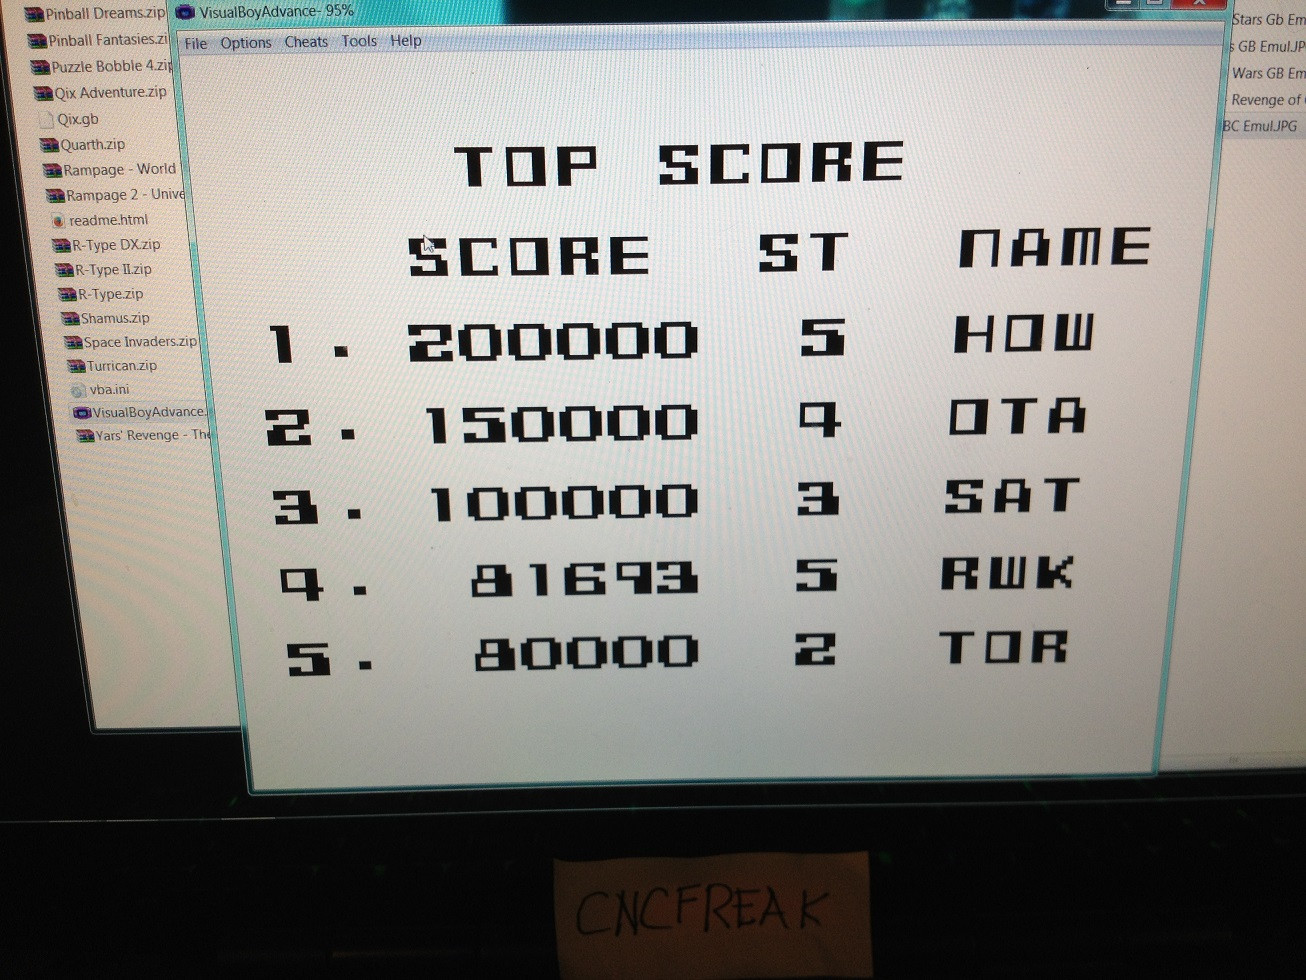 Pinball Dreams.zip
Pinball Fantasies.zi
Puzzle Bobble 4.zip
Qix Adventure.zip
Qix.gb
Quarth.zip
Rampage - World
Rampage 2 - Unive
readme.html
R-Type DX.zip
R-Type II.zip
R-Type.zip
Shamus.zip
Space Invaders.zip
Turrican.zip
vba.ini
VisualBoyAdvance.
Yars' Revenge - The
VisualBoyAdvance- 95%
File Options Cheats Tools Help
TOP SCORE
SCORE ST NAME
1. 200000 5 HOW
2. 150000 4 OTA
3. 100000 3 SAT
4. 81693 5 RWK
5. 80000 2 TOR
Stars Gb Em
s GB Emul.JP
Wars GB Em
Revenge of
BC Emul.JPG
CNCFREAK